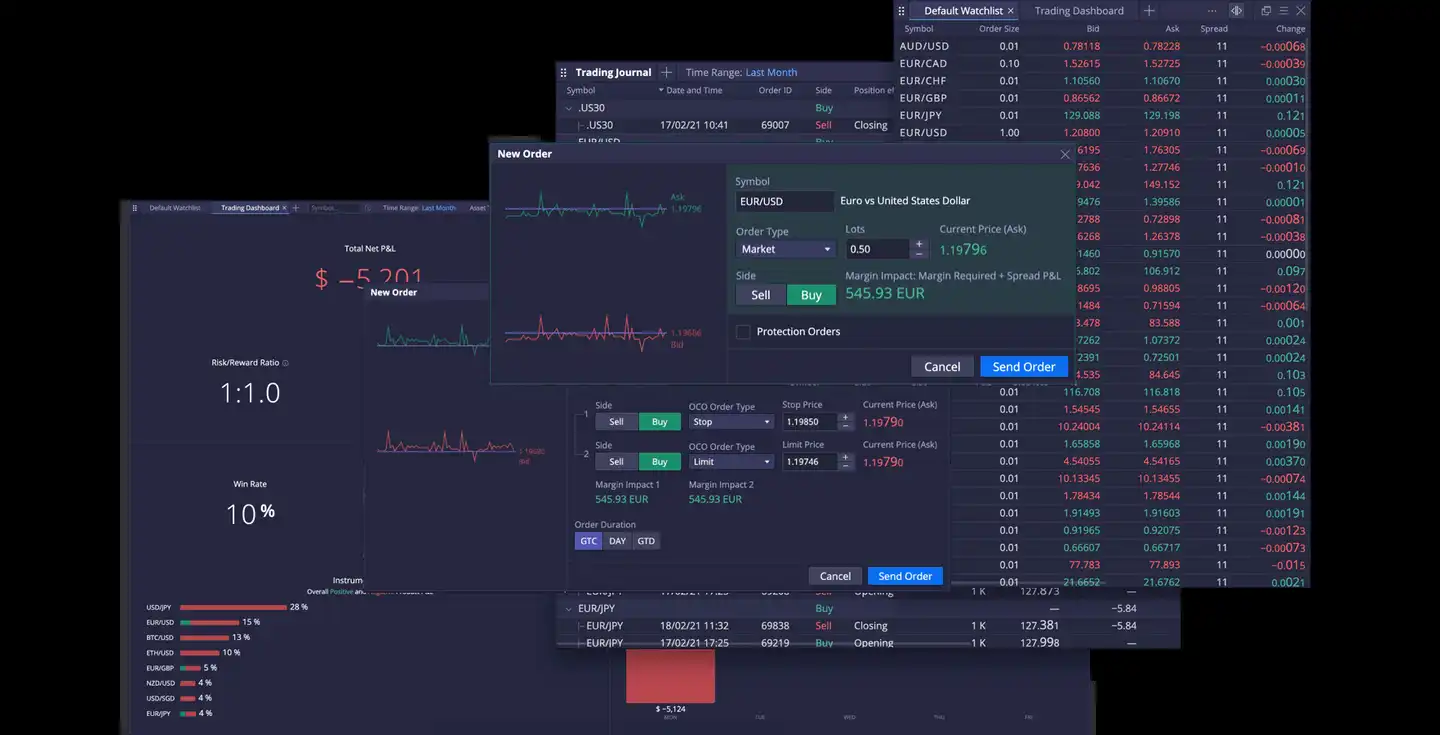 Default Watchlist × Trading Dashboard
Symbol Order Size Bid Ask Spread Change
AUD/USD 0.01 0.78118 0.78228 11 −0.00068
EUR/CAD 0.10 1.52615 1.52725 11 −0.00039
EUR/CHF 0.01 1.10560 1.10670 11 0.00030
EUR/GBP 0.01 0.86562 0.86672 11 0.00011
EUR/JPY 0.01 129.088 129.198 11 0.121
EUR/USD 1.00 1.20800 1.20910 11 0.00005
6195 1.76305 11 −0.00069
7636 1.27746 11 −0.00010
9.042 149.152 11 0.121
9476 1.39586 11 0.00001
2788 0.72898 11 −0.00081
6268 1.26378 11 −0.00038
1460 0.91570 11 0.00000
6.802 106.912 11 0.097
8695 0.98805 11 −0.00120
1484 0.71594 11 −0.00064
3.478 83.588 11 0.001
7262 1.07372 11 0.00024
2391 0.72501 11 0.00024
4.535 84.645 11 0.103
0.01 116.708 116.818 11 0.105
0.01 1.54545 1.54655 11 0.00141
0.01 10.24004 10.24114 11 −0.00381
0.01 1.65858 1.65968 11 0.00190
0.01 4.54055 4.54165 11 0.00370
0.01 10.13345 10.13455 11 −0.00074
0.01 1.78434 1.78544 11 0.00144
0.01 1.91493 1.91603 11 0.00191
0.01 0.91965 0.92075 11 −0.00123
0.01 0.66607 0.66717 11 −0.00073
0.01 77.783 77.893 11 −0.015
0.01 21.6652 21.6762 11 0.0021
Trading Journal Time Range: Last Month
Symbol Date and Time Order ID Side Position ef
.US30 Buy
.US30 17/02/21 10:41 69007 Sell Closing
EUR/USD Buy
New Order
Ask
1.19796
1.19686
Bid
Symbol
EUR/USD Euro vs United States Dollar
Order Type Lots Current Price (Ask)
Market 0.50 + − 1.19796
Side Margin Impact: Margin Required + Spread P&L
Sell Buy 545.93 EUR
Protection Orders
Cancel Send Order
Side OCO Order Type Stop Price Current Price (Ask)
1 Sell Buy Stop 1.19850 + − 1.19790
Side OCO Order Type Limit Price Current Price (Ask)
2 Sell Buy Limit 1.19746 + − 1.19790
Margin Impact 1 Margin Impact 2
545.93 EUR 545.93 EUR
Order Duration
GTC DAY GTD
Cancel Send Order
Opening 1 K 127.873 —
EUR/JPY Buy — −5.84
EUR/JPY 18/02/21 11:32 69838 Sell Closing 1 K 127.381 −5.84
EUR/JPY 17/02/21 17:25 69219 Buy Opening 1 K 127.998 —
Default Watchlist Trading Dashboard × Symbol... Time Range: Last Month Asset
Total Net P&L
$ −5,201
New Order
1.19686
Bid
Risk/Reward Ratio
1:1.0
Win Rate
10%
Instrum
Overall Positive and
USD/JPY 28 %
EUR/USD 15 %
BTC/USD 13 %
ETH/USD 10 %
EUR/GBP 5 %
NZD/USD 4 %
USD/SGD 4 %
EUR/JPY 4 %
$ −5,124
MON TUE WED THU FRI